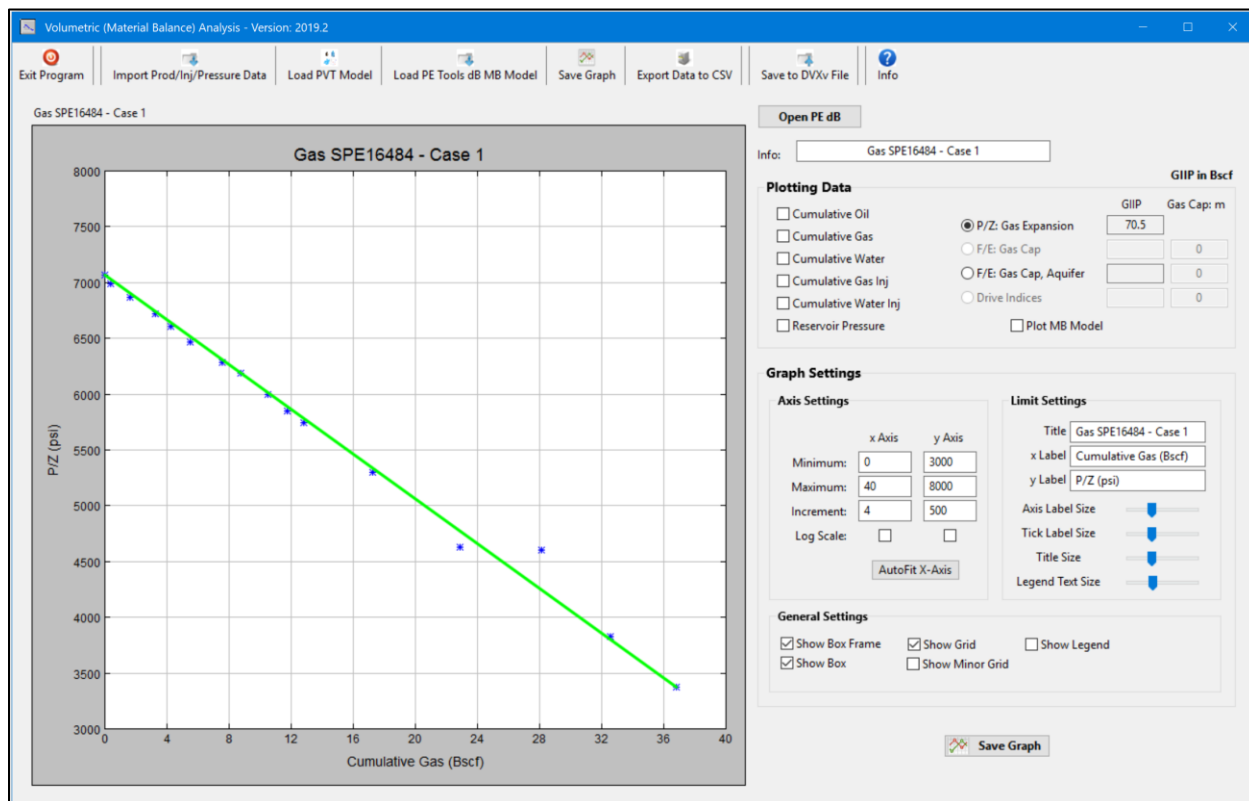 Volumetric (Material Balance) Analysis - Version: 2019.2
Exit Program
Import Prod/Inj/Pressure Data
Load PVT Model
Load PE Tools dB MB Model
Save Graph
Export Data to CSV
Save to DVXv File
Info
Gas SPE16484 - Case 1
Gas SPE16484 - Case 1
8000
7500
7000
6500
6000
5500
5000
4500
4000
3500
3000
P/Z (psi)
0 4 8 12 16 20 24 28 32 36 40
Cumulative Gas (Bscf)
Open PE dB
Info: Gas SPE16484 - Case 1
GIIP in Bscf
Plotting Data
GIIP Gas Cap: m
Cumulative Oil
Cumulative Gas
Cumulative Water
Cumulative Gas Inj
Cumulative Water Inj
Reservoir Pressure
P/Z: Gas Expansion 70.5
F/E: Gas Cap 0
F/E: Gas Cap, Aquifer 0
Drive Indices 0
Plot MB Model
Graph Settings
Axis Settings
x Axis y Axis
Minimum: 0 3000
Maximum: 40 8000
Increment: 4 500
Log Scale:
AutoFit X-Axis
Limit Settings
Title Gas SPE16484 - Case 1
x Label Cumulative Gas (Bscf)
y Label P/Z (psi)
Axis Label Size
Tick Label Size
Title Size
Legend Text Size
General Settings
Show Box Frame Show Grid Show Legend
Show Box Show Minor Grid
Save Graph